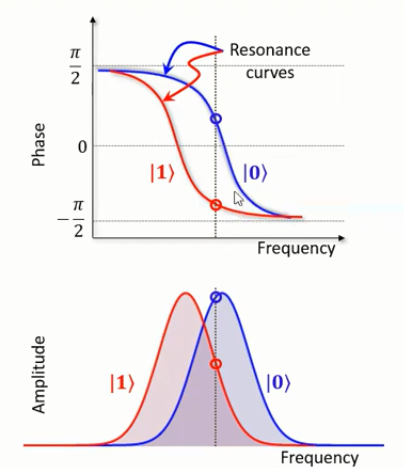 π/2
Resonance
curves
Phase
0
|1⟩
|0⟩
−π/2
Frequency
Amplitude
|1⟩
|0⟩
Frequency